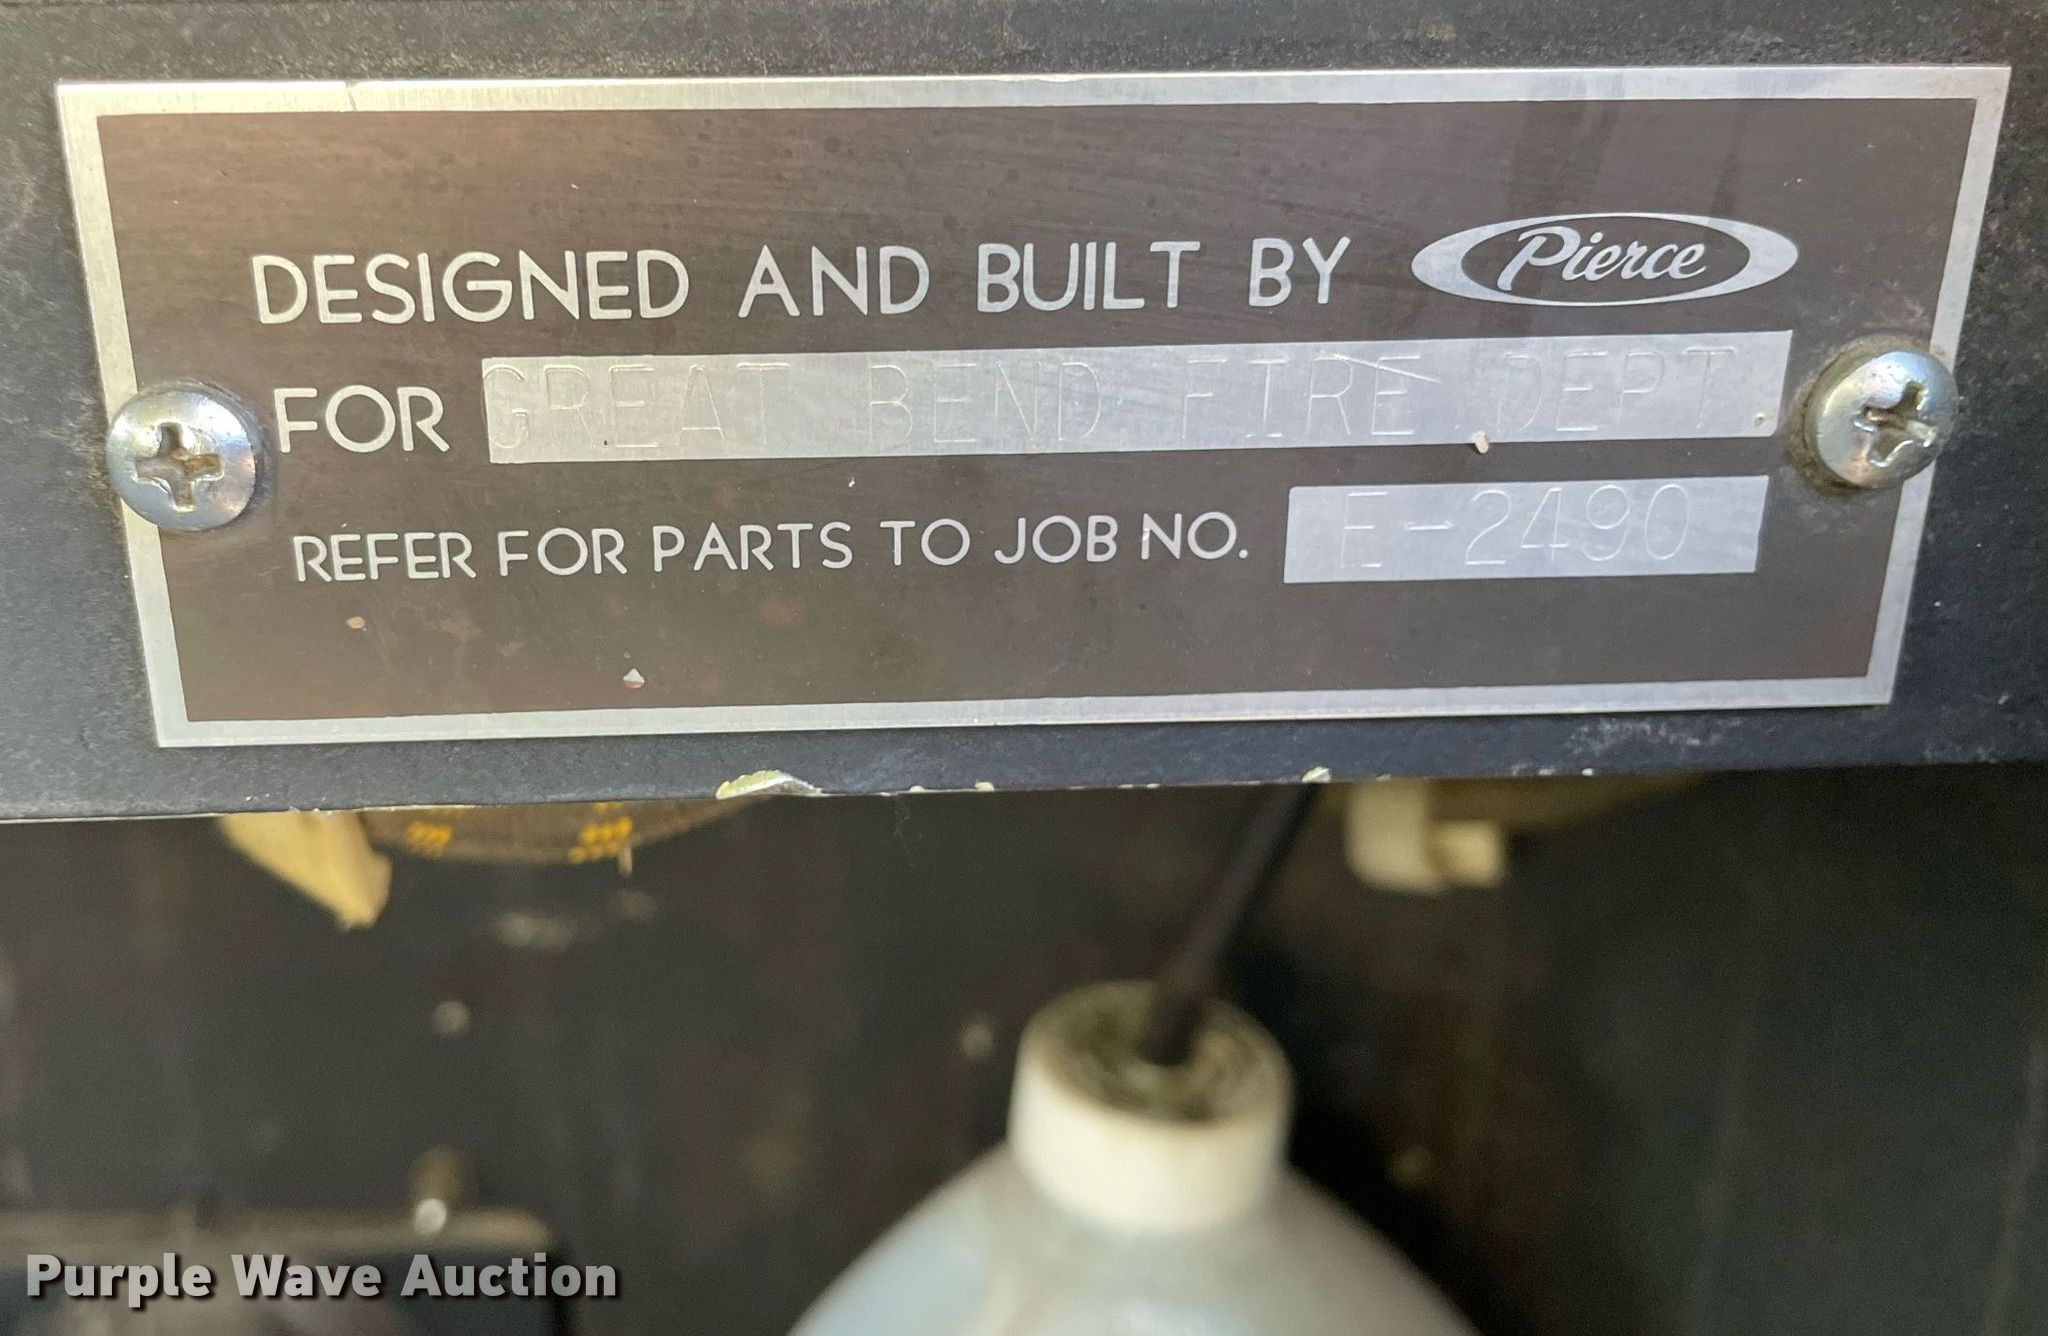 DESIGNED AND BUILT BY Pierce
FOR GREAT BEND FIRE DEPT.
REFER FOR PARTS TO JOB NO. E-2490
Purple Wave Auction